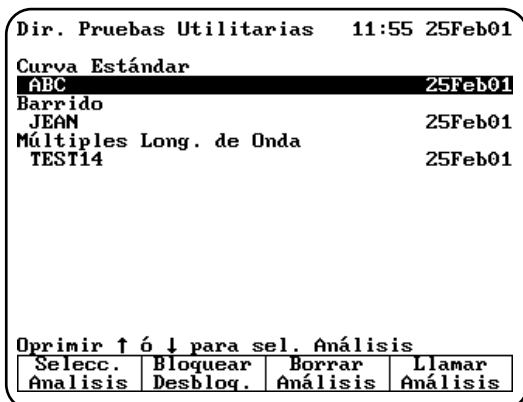 Dir. Pruebas Utilitarias 11:55 25Feb01
Curva Estándar
ABC 25Feb01
Barrido
JEAN 25Feb01
Múltiples Long. de Onda
TEST14 25Feb01
Oprimir ↑ ó ↓ para sel. Análisis
Selecc. Bloquear Borrar Llamar
Analisis Desbloq. Análisis Análisis